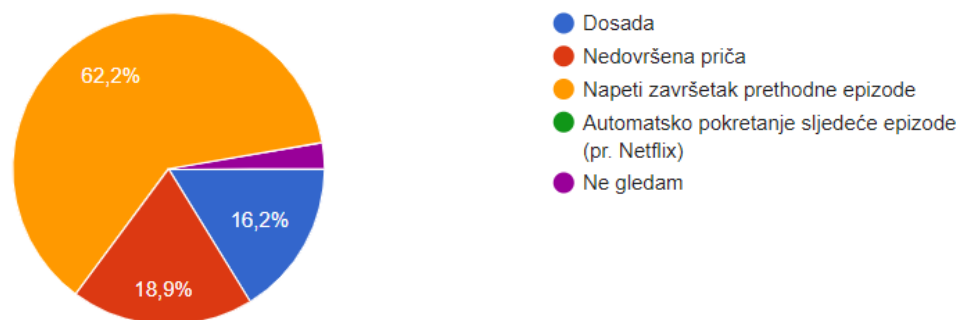 62,2%
16,2%
18,9%
Dosada
Nedovršena priča
Napeti završetak prethodne epizode
Automatsko pokretanje sljedeće epizode
(pr. Netflix)
Ne gledam